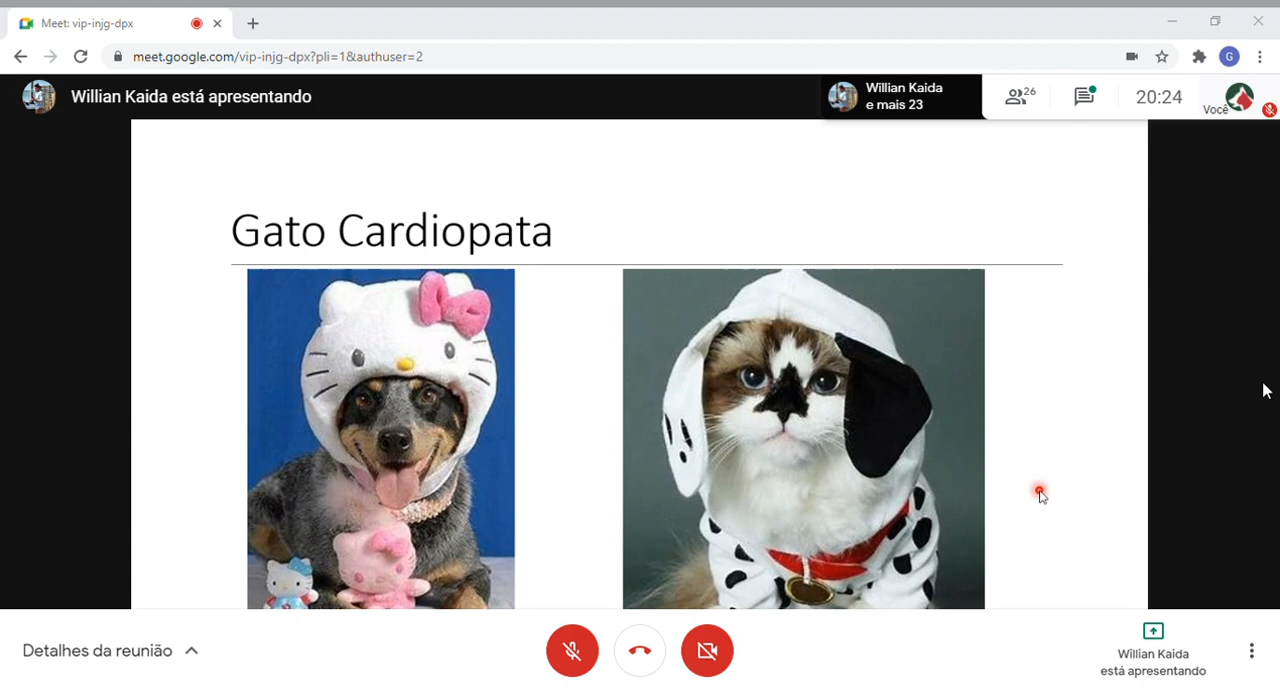 Meet: vip-injg-dpx
meet.google.com/vip-injg-dpx?pli=1&authuser=2
G
Willian Kaida está apresentando
Willian Kaida
e mais 23
26
20:24
Você
Gato Cardiopata
Detalhes da reunião
Willian Kaida
está apresentando